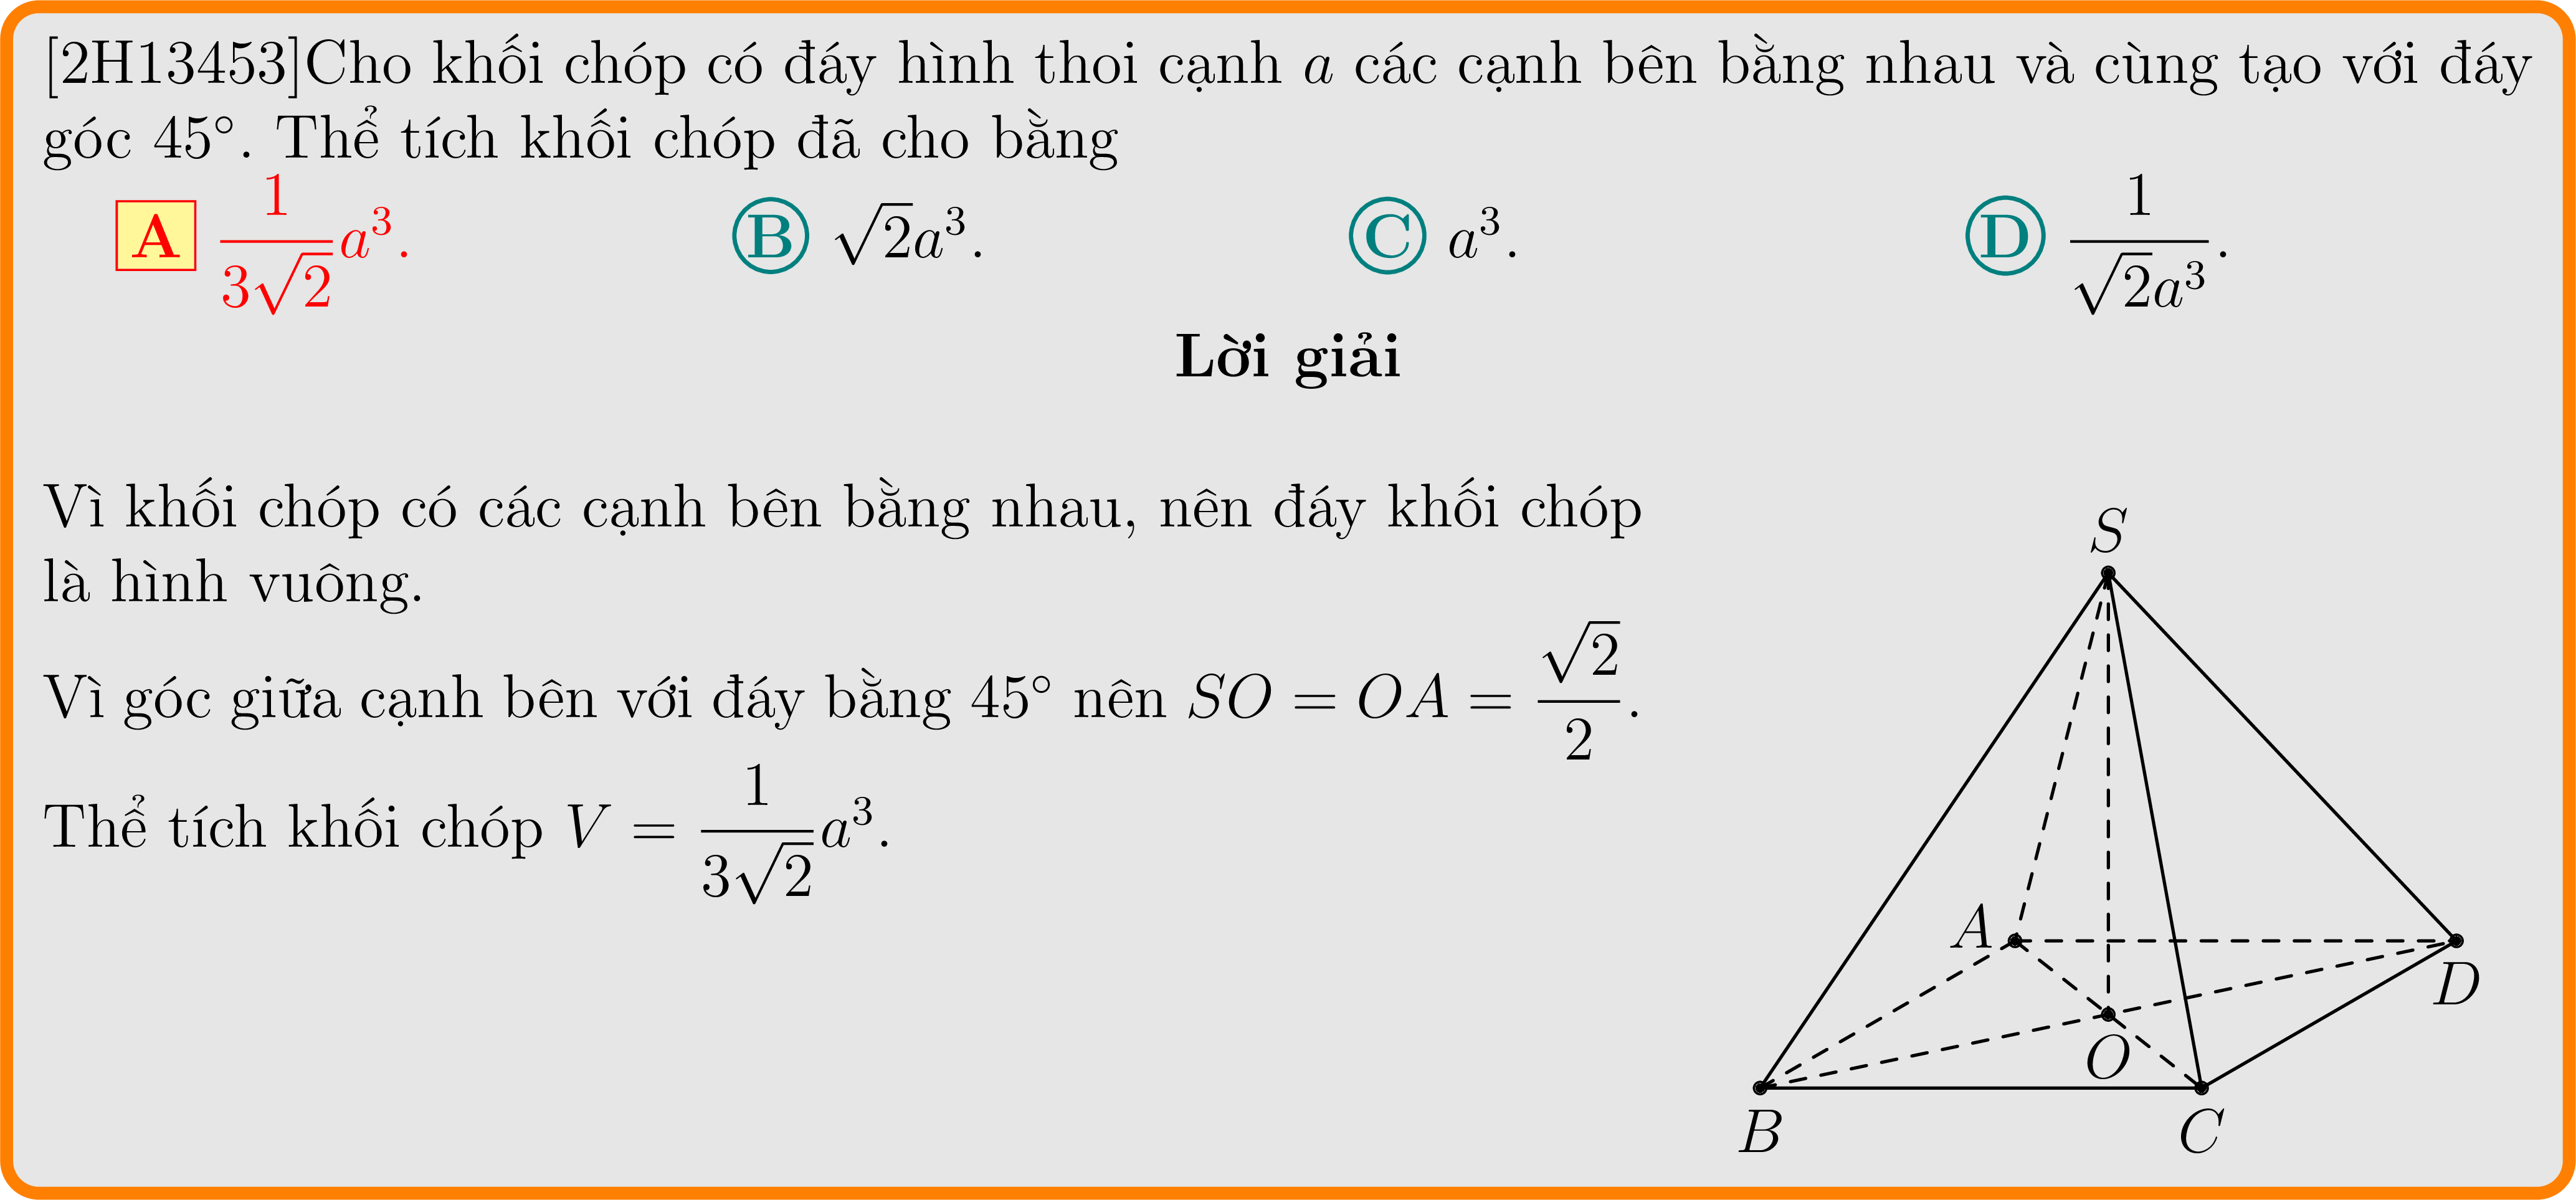 [2H13453]Cho khối chóp có đáy hình thoi cạnh a các cạnh bên bằng nhau và cùng tạo với đáy
góc 45°. Thể tích khối chóp đã cho bằng
A $\frac{1}{3\sqrt{2}}a^3$. B $\sqrt{2}a^3$. C $a^3$. D $\frac{1}{\sqrt{2}a^3}$.
Lời giải
Vì khối chóp có các cạnh bên bằng nhau, nên đáy khối chóp
là hình vuông.
Vì góc giữa cạnh bên với đáy bằng 45° nên $SO = OA = \frac{\sqrt{2}}{2}$.
Thể tích khối chóp $V = \frac{1}{3\sqrt{2}}a^3$.
S
A
D
O
B
C